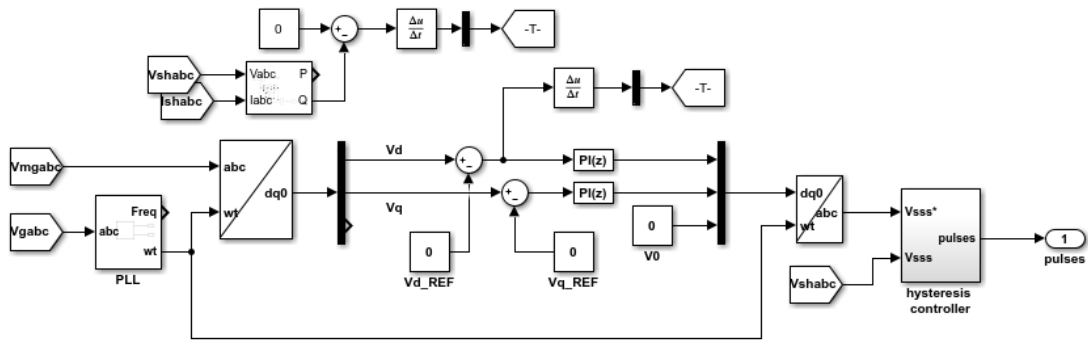 0
+
−
Δu
Δt
-T-
Vshabc
Ishabc
Vabc
Iabc
P
Q
Δu
Δt
-T-
Vmgabc
abc
wt
dq0
Vd
Vq
+
−
+
−
PI(z)
PI(z)
Vgabc
abc
Freq
wt
PLL
0
Vd_REF
0
Vq_REF
0
V0
dq0
wt
abc
Vshabc
Vsss*
Vsss
pulses
hysteresis
controller
1
pulses